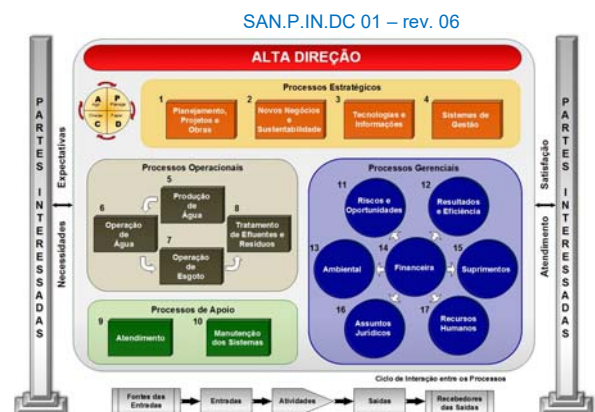 SAN.P.IN.DC 01 – rev. 06
ALTA DIREÇÃO
PARTES INTERESSADAS
Expectativas
Necessidades
A
P
Planejar
C
D
Processos Estratégicos
1
Planejamento,
Projetos e
Obras
2
Novos Negócios
e
Sustentabilidade
3
Tecnologias e
Informações
4
Sistemas de
Gestão
Processos Operacionais
5
Produção
de
Água
6
Operação
de
Água
7
Operação
de
Esgoto
8
Tratamento
de Efluentes e
Resíduos
Processos de Apoio
9
Atendimento
10
Manutenção
dos Sistemas
Processos Gerenciais
11
Riscos e
Oportunidades
12
Resultados
e Eficiência
13
Ambiental
14
Financeira
15
Suprimentos
16
Assuntos
Jurídicos
17
Recursos
Humanos
Satisfação
Atendimento
PARTES INTERESSADAS
Ciclo de Interação entre os Processos
Fontes das
Entradas
Entradas
Atividades
Saídas
Recebedores
das Saídas